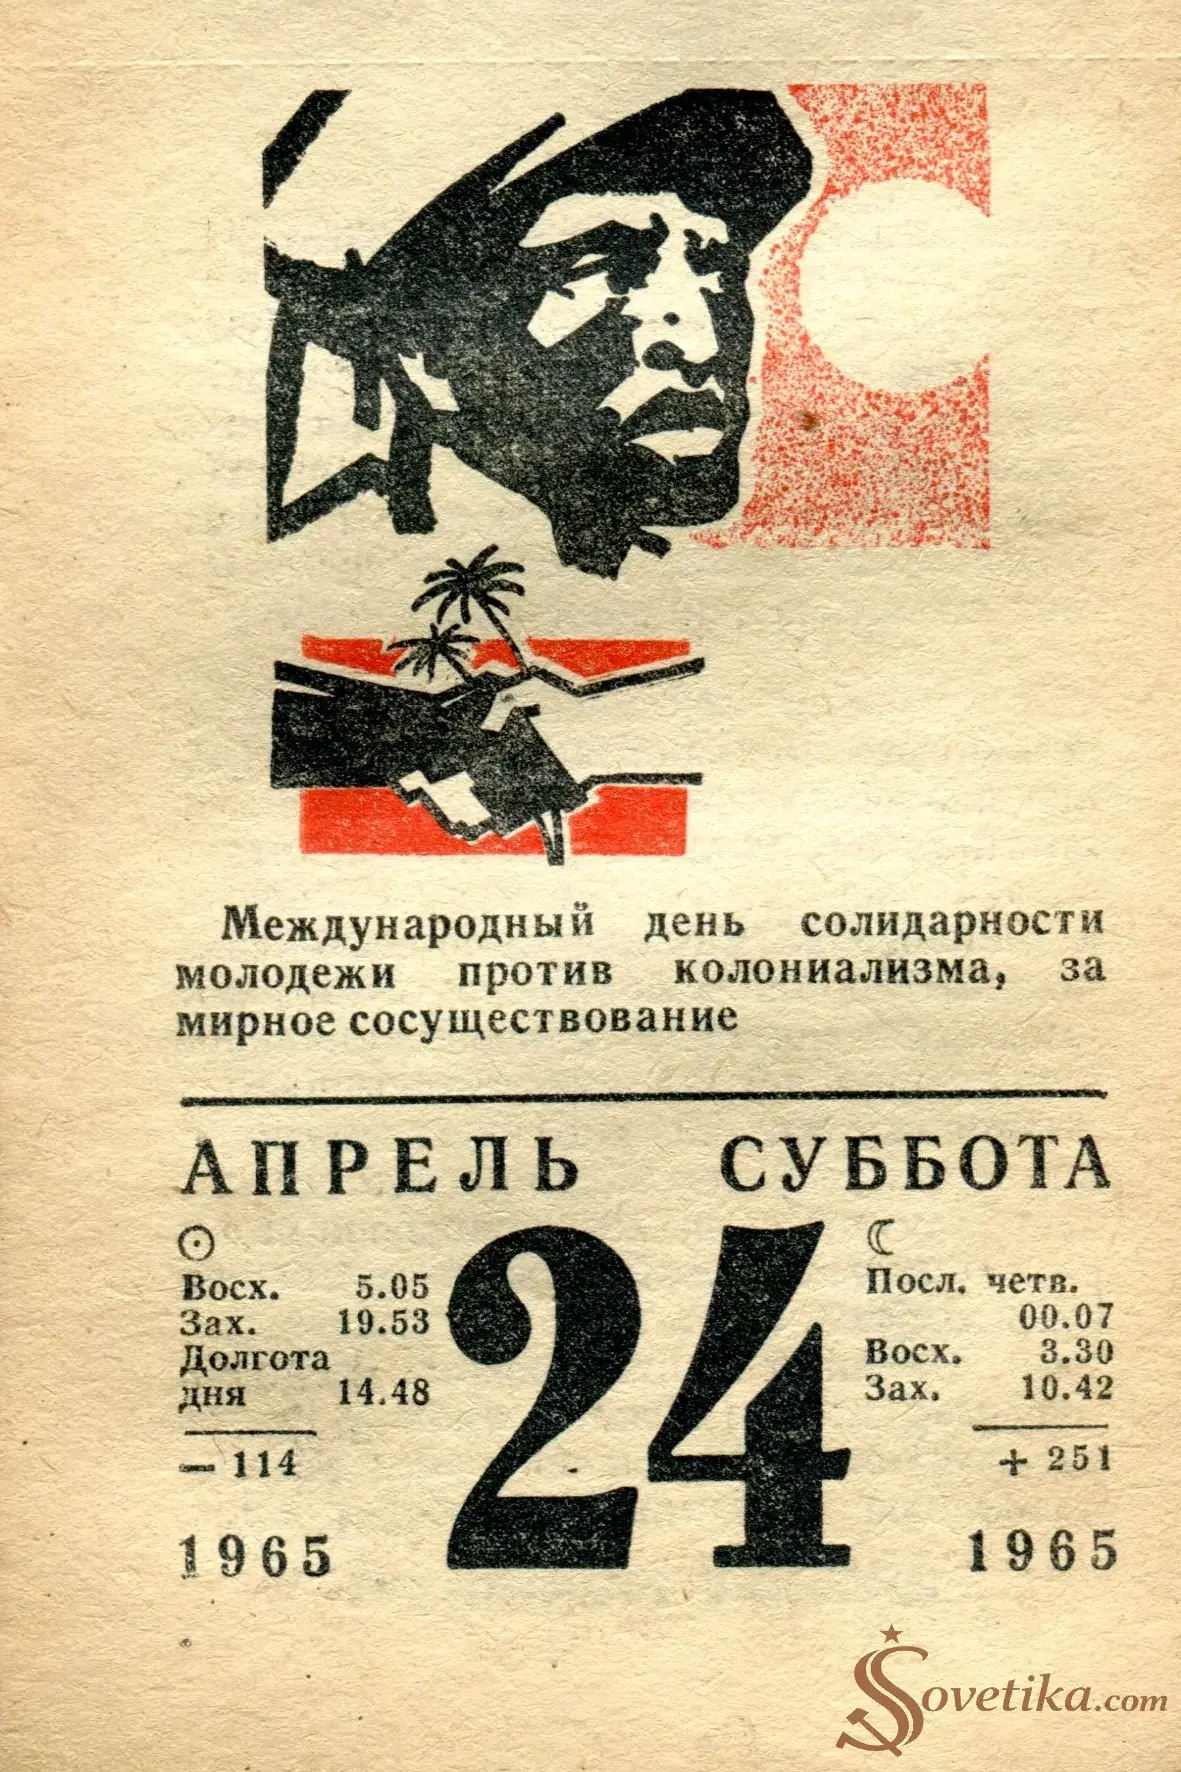 Международный день солидарности
молодежи против колониализма, за
мирное сосуществование
АПРЕЛЬ СУББОТА
24
Восх. 5.05
Зах. 19.53
Долгота
дня 14.48
— 114
1965
Посл. четв.
00.07
Восх. 3.30
Зах. 10.42
+ 251
1965
Sovetika.com